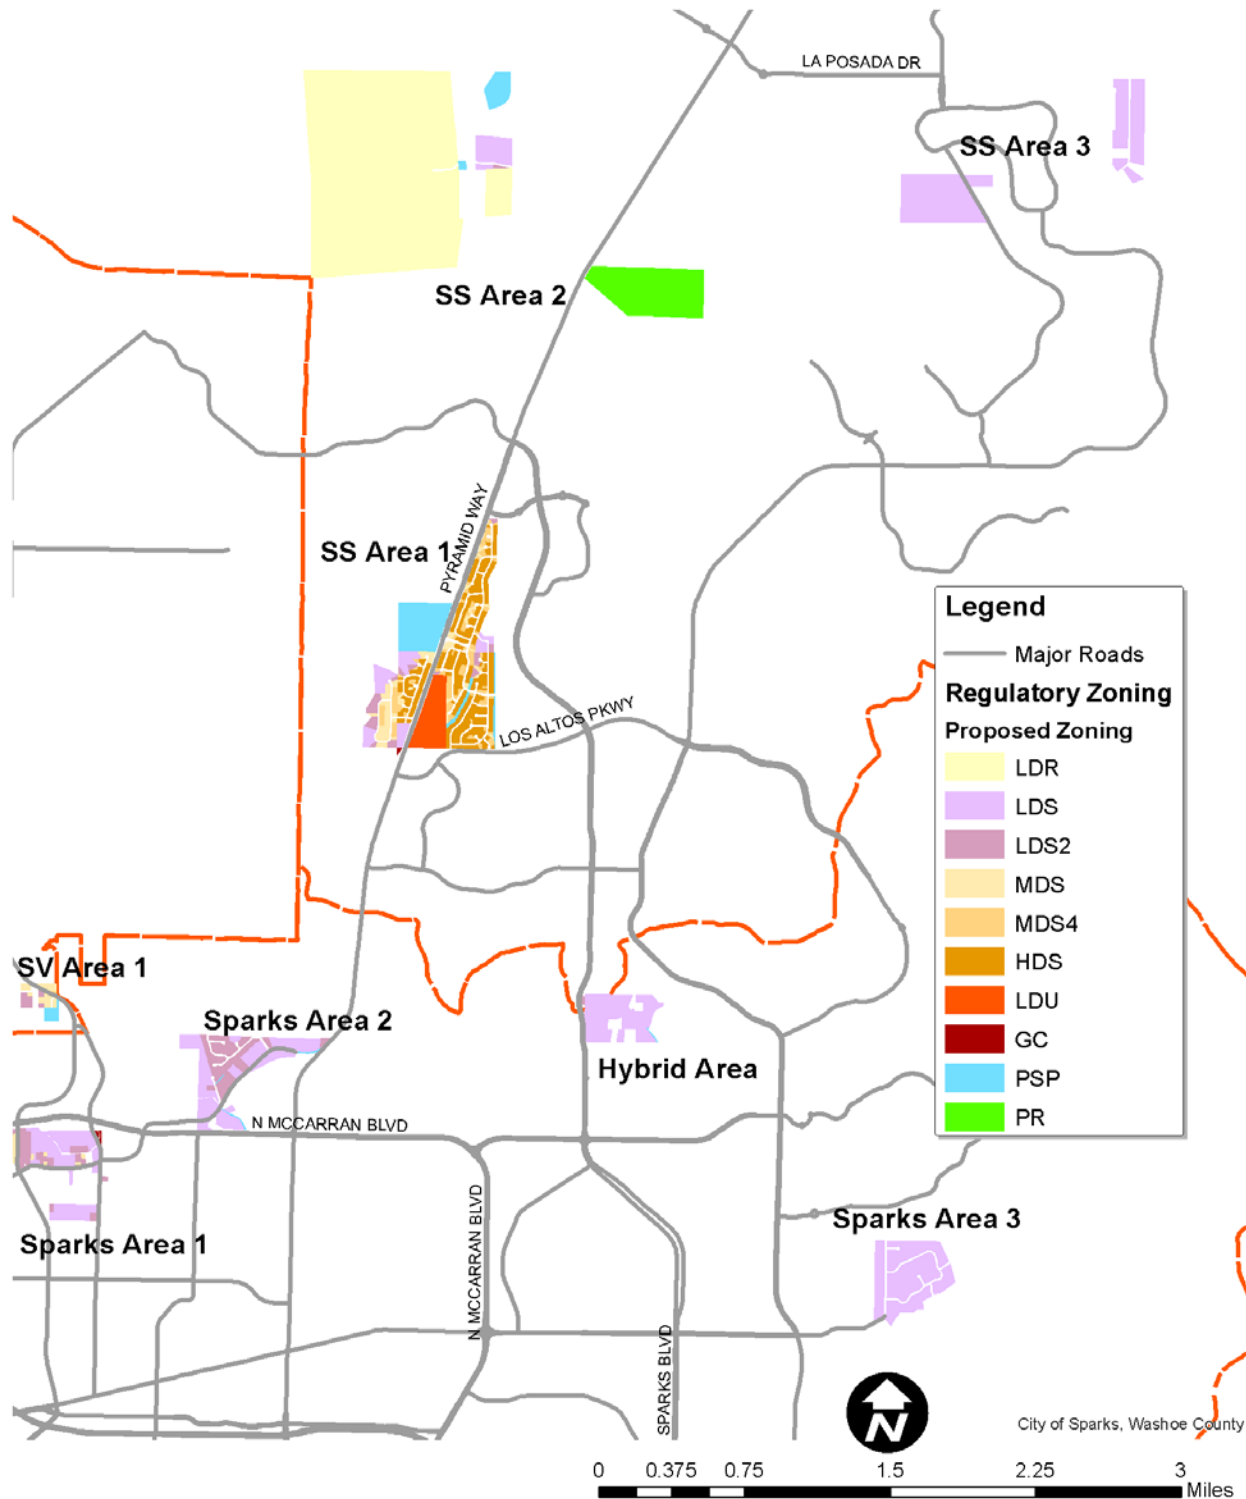 LA POSADA DR
SS Area 3
SS Area 2
PYRAMID WAY
SS Area 1
LOS ALTOS PKWY
Legend
Major Roads
Regulatory Zoning
Proposed Zoning
LDR
LDS
LDS2
MDS
MDS4
HDS
LDU
GC
PSP
PR
SV Area 1
Sparks Area 2
Hybrid Area
N MCCARRAN BLVD
N MCCARRAN BLVD
Sparks Area 3
Sparks Area 1
SPARKS BLVD
N
City of Sparks, Washoe County
0 0.375 0.75 1.5 2.25 3
Miles